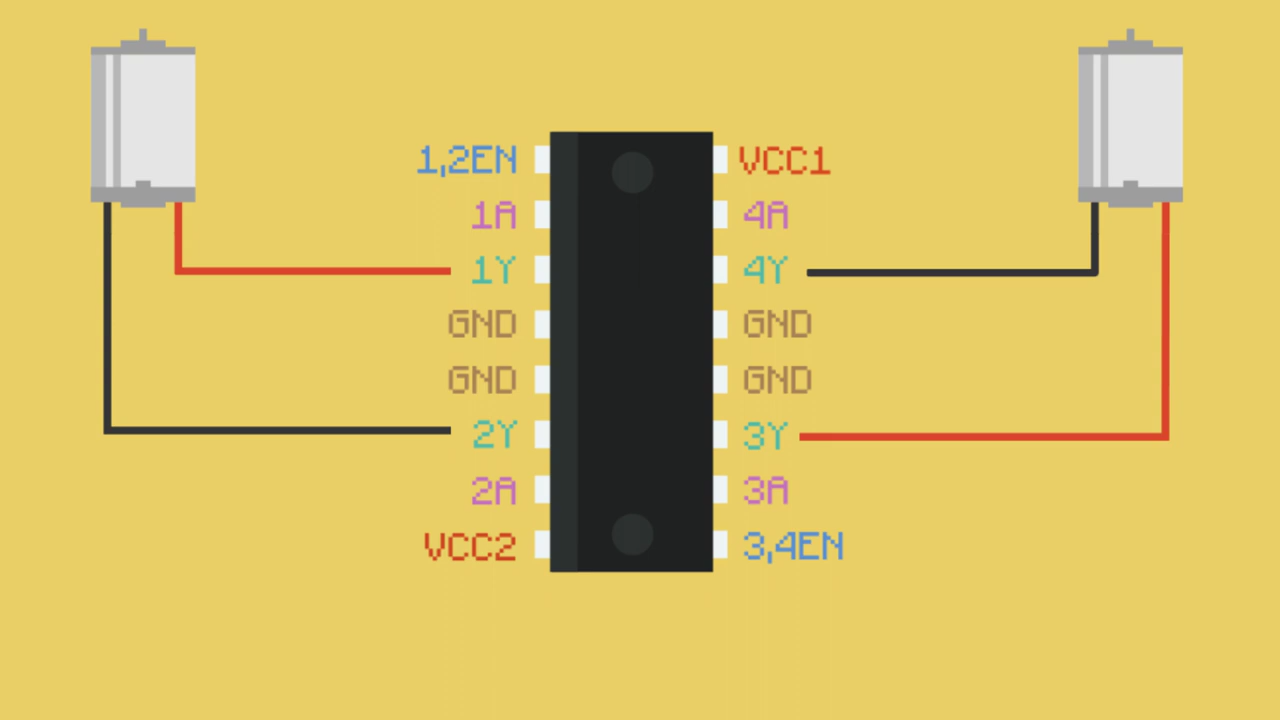 1,2EN
1A
1Y
GND
GND
2Y
2A
VCC2
VCC1
4A
4Y
GND
GND
3Y
3A
3,4EN